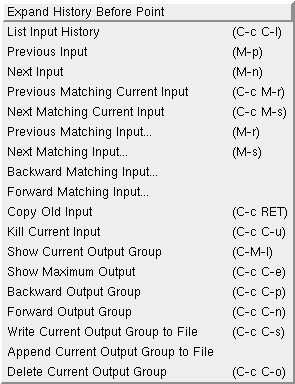 Expand History Before Point
List Input History (C-c C-l)
Previous Input (M-p)
Next Input (M-n)
Previous Matching Current Input (C-c M-r)
Next Matching Current Input (C-c M-s)
Previous Matching Input... (M-r)
Next Matching Input... (M-s)
Backward Matching Input...
Forward Matching Input...
Copy Old Input (C-c RET)
Kill Current Input (C-c C-u)
Show Current Output Group (C-M-l)
Show Maximum Output (C-c C-e)
Backward Output Group (C-c C-p)
Forward Output Group (C-c C-n)
Write Current Output Group to File (C-c C-s)
Append Current Output Group to File
Delete Current Output Group (C-c C-o)